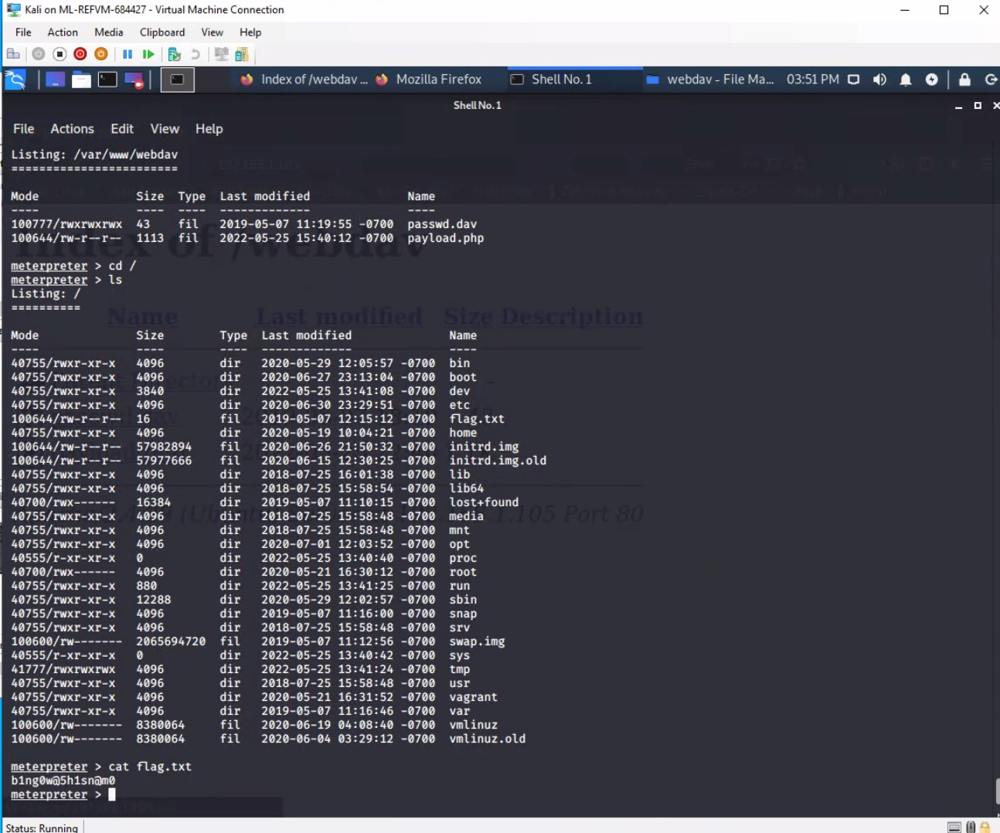 Kali on ML-REFVM-684427 - Virtual Machine Connection
File Action Media Clipboard View Help
Index of /webdav ... Mozilla Firefox Shell No. 1 webdav - File Ma... 03:51 PM
Shell No. 1
File Actions Edit View Help
Listing: /var/www/webdav
========================
Mode Size Type Last modified Name
---- ---- ---- ------------- ----
100777/rwxrwxrwx 43 fil 2019-05-07 11:19:55 -0700 passwd.dav
100644/rw-r--r-- 1113 fil 2022-05-25 15:40:12 -0700 payload.php
Index of /webdav
meterpreter > cd /
meterpreter > ls
Listing: /
==========
Name Last modified Size Description
Mode Size Type Last modified Name
---- ---- ---- ------------- ----
40755/rwxr-xr-x 4096 dir 2020-05-29 12:05:57 -0700 bin
40755/rwxr-xr-x 4096 dir 2020-06-27 23:13:04 -0700 boot
40755/rwxr-xr-x 3840 dir 2022-05-25 13:41:08 -0700 dev
40755/rwxr-xr-x 4096 dir 2020-06-30 23:29:51 -0700 etc
100644/rw-r--r-- 16 fil 2019-05-07 12:15:12 -0700 flag.txt
40755/rwxr-xr-x 4096 dir 2020-05-19 10:04:21 -0700 home
100644/rw-r--r-- 57982894 fil 2020-06-26 21:50:32 -0700 initrd.img
100644/rw-r--r-- 57977666 fil 2020-06-15 12:30:25 -0700 initrd.img.old
40755/rwxr-xr-x 4096 dir 2018-07-25 16:01:38 -0700 lib
40755/rwxr-xr-x 4096 dir 2018-07-25 15:58:54 -0700 lib64
40700/rwx------ 16384 dir 2019-05-07 11:10:15 -0700 lost+found
40755/rwxr-xr-x 4096 dir 2018-07-25 15:58:48 -0700 media
40755/rwxr-xr-x 4096 dir 2018-07-25 15:58:48 -0700 mnt
40755/rwxr-xr-x 4096 dir 2020-07-01 12:03:52 -0700 opt
40555/r-xr-xr-x 0 dir 2022-05-25 13:40:40 -0700 proc
40700/rwx------ 4096 dir 2020-05-21 16:30:12 -0700 root
40755/rwxr-xr-x 880 dir 2022-05-25 13:41:25 -0700 run
40755/rwxr-xr-x 12288 dir 2020-05-29 12:02:57 -0700 sbin
40755/rwxr-xr-x 4096 dir 2019-05-07 11:16:00 -0700 snap
40755/rwxr-xr-x 4096 dir 2018-07-25 15:58:48 -0700 srv
100600/rw------- 2065694720 fil 2019-05-07 11:12:56 -0700 swap.img
40555/r-xr-xr-x 0 dir 2022-05-25 13:40:42 -0700 sys
41777/rwxrwxrwx 4096 dir 2022-05-25 13:41:24 -0700 tmp
40755/rwxr-xr-x 4096 dir 2018-07-25 15:58:48 -0700 usr
40755/rwxr-xr-x 4096 dir 2020-05-21 16:31:52 -0700 vagrant
40755/rwxr-xr-x 4096 dir 2019-05-07 11:16:46 -0700 var
100600/rw------- 8380064 fil 2020-06-19 04:08:40 -0700 vmlinuz
100600/rw------- 8380064 fil 2020-06-04 03:29:12 -0700 vmlinuz.old
meterpreter > cat flag.txt
b1ng0w@5h1sn@m0
meterpreter >
Status: Running